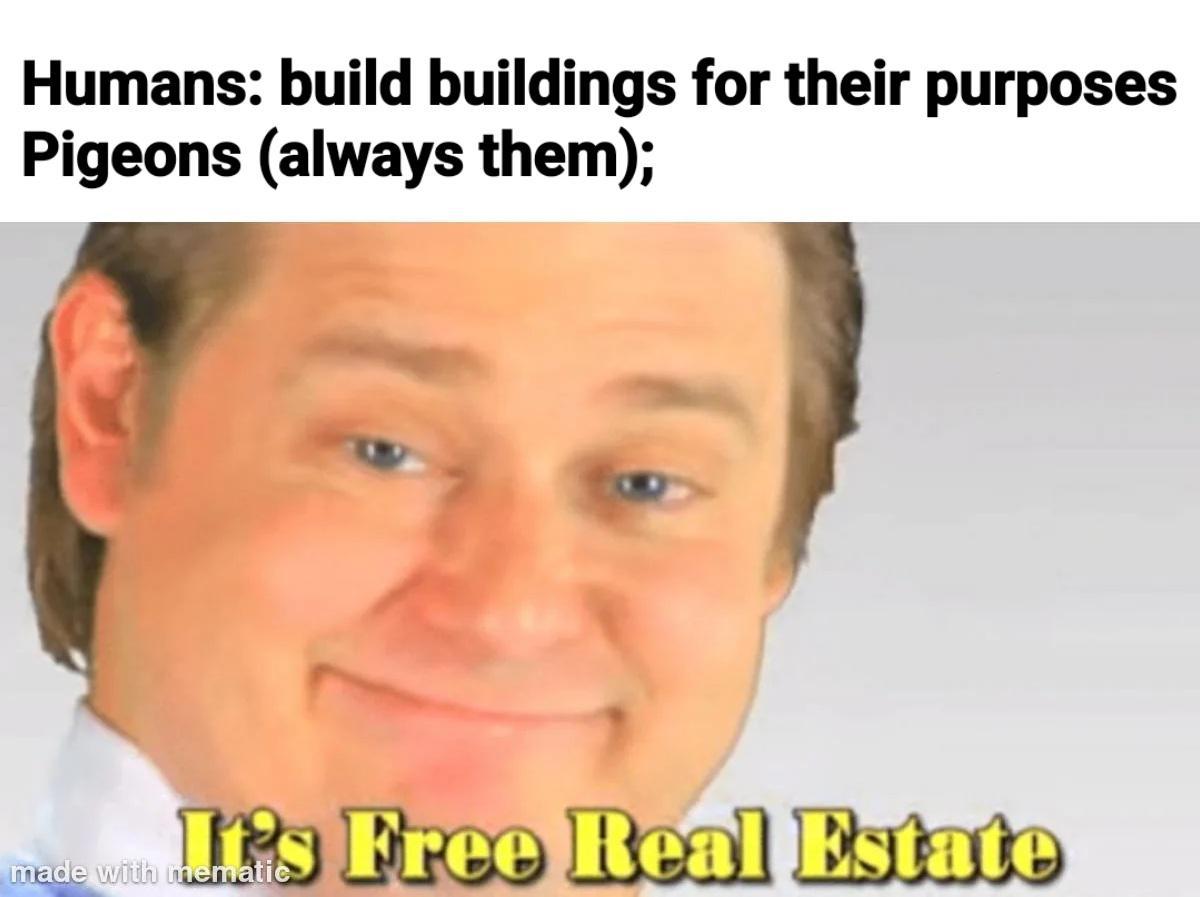 Humans: build buildings for their purposes
Pigeons (always them);
It's Free Real Estate
made with mematic